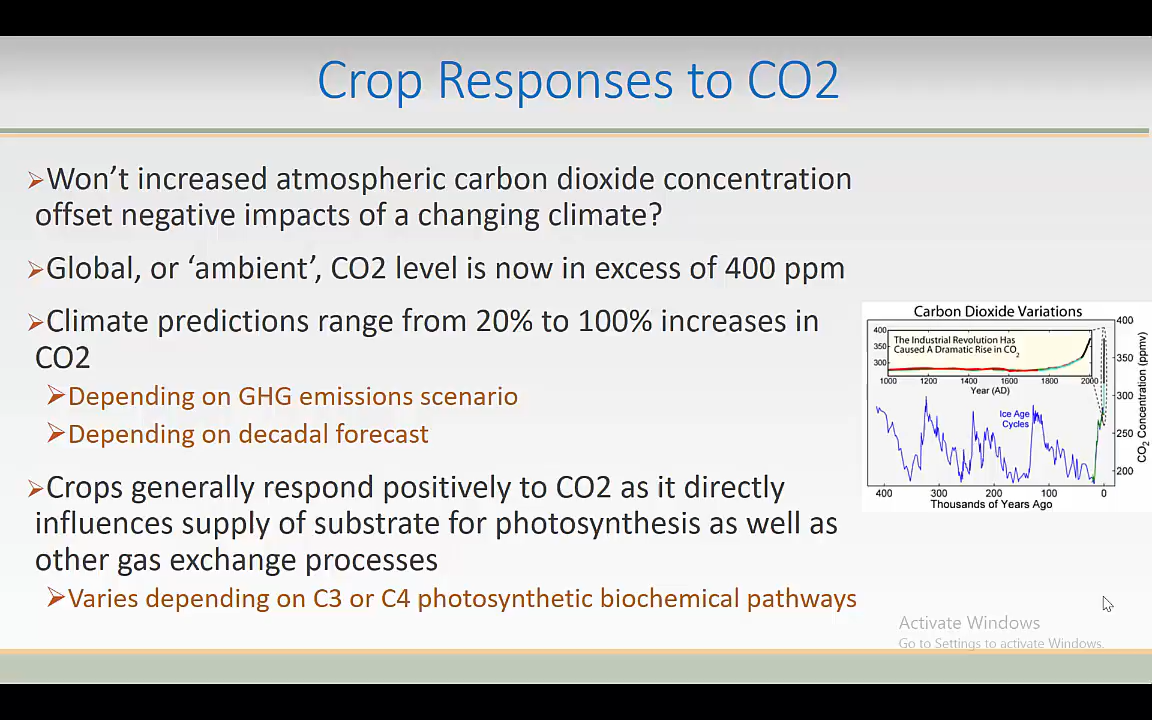 Crop Responses to CO2
➢Won't increased atmospheric carbon dioxide concentration
offset negative impacts of a changing climate?
➢Global, or 'ambient', CO2 level is now in excess of 400 ppm
➢Climate predictions range from 20% to 100% increases in
CO2
➢Depending on GHG emissions scenario
➢Depending on decadal forecast
➢Crops generally respond positively to CO2 as it directly
influences supply of substrate for photosynthesis as well as
other gas exchange processes
➢Varies depending on C3 or C4 photosynthetic biochemical pathways
Carbon Dioxide Variations
The Industrial Revolution Has
Caused A Dramatic Rise in CO2
400
350
300
1000 1200 1400 1600 1800 2000
Year (AD)
Ice Age
Cycles
400
350
300
250
200
CO2 Concentration (ppmv)
400 300 200 100 0
Thousands of Years Ago
Activate Windows
Go to Settings to activate Windows.